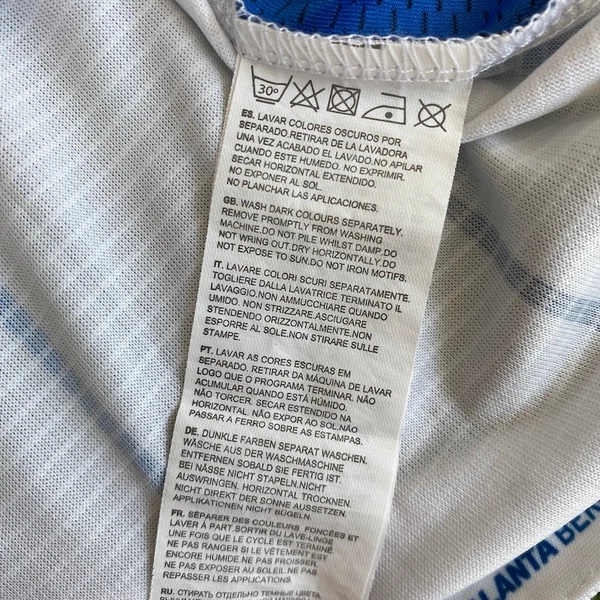 30°
ES. LAVAR COLORES OSCUROS POR
SEPARADO.RETIRAR DE LA LAVADORA
UNA VEZ ACABADO EL LAVADO.NO APILAR
CUANDO ESTE HUMEDO. NO EXPRIMIR.
SECAR HORIZONTAL EXTENDIDO.
NO EXPONER AL SOL.
NO PLANCHAR LAS APLICACIONES.
GB. WASH DARK COLOURS SEPARATELY.
REMOVE PROMPTLY FROM WASHING
MACHINE.DO NOT PILE WHILST DAMP.DO
NOT WRING OUT.DRY HORIZONTALLY.DO
NOT EXPOSE TO SUN.DO NOT IRON MOTIFS.
IT. LAVARE COLORI SCURI SEPARATAMENTE.
TOGLIERE DALLA LAVATRICE TERMINATO IL
LAVAGGIO.NON AMMUCCHIARE QUANDO
UMIDO. NON STRIZZARE.ASCIUGARE
STENDENDO ORIZZONTALMENTE.NON
ESPORRE AL SOLE.NON STIRARE SULLE
STAMPE.
PT. LAVAR AS CORES ESCURAS EM
SEPARADO. RETIRAR DA MÁQUINA DE LAVAR
LOGO QUE O PROGRAMA TERMINAR. NÃO
ACUMULAR QUANDO ESTÁ HÚMIDO.
NÃO TORCER. SECAR ESTENDIDO NA
HORIZONTAL. NÃO EXPOR AO SOL.NÃO
PASSAR A FERRO SOBRE AS ESTAMPAS.
DE. DUNKLE FARBEN SEPARAT WASCHEN.
WÄSCHE AUS DER WASCHMASCHINE
ENTFERNEN SOBALD SIE FERTIG IST.
BEI NÄSSE NICHT STAPELN.NICHT
AUSWRINGEN. HORIZONTAL TROCKNEN.
NICHT DIREKT DER SONNE AUSSETZEN.
APPLIKATIONEN NICHT BÜGELN.
FR. SÉPARER DES COULEURS FONCÉES ET
LAVER À PART.SORTIR DU LAVE-LINGE
UNE FOIS QUE LE CYCLE EST TERMINÉ
NE PAS RANGER SI LE VÊTEMENT EST
ENCORE HUMIDE.NE PAS FROISSER.
NE PAS EXPOSER AU SOLEIL.NE PAS
REPASSER LES APPLICATIONS.
RU. СТИРАТЬ ОТДЕЛЬНО ТЕМНЫЕ ЦВЕТА
LANTA BER